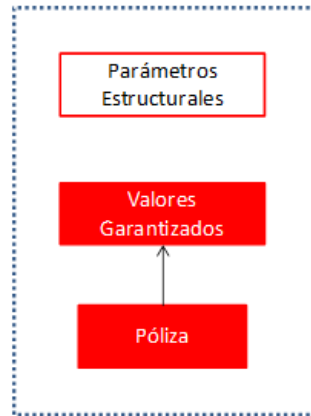 Parámetros
Estructurales
Valores
Garantizados
Póliza